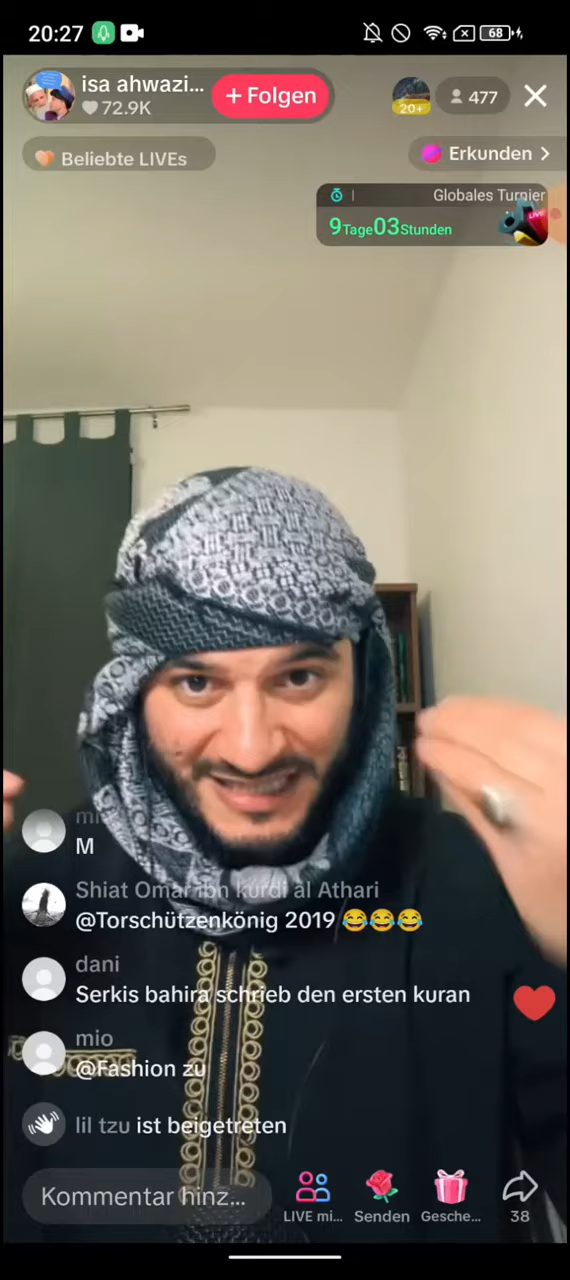 20:27
68
isa ahwazi...
72.9K
+ Folgen
20+
477
Beliebte LIVEs
Erkunden >
Globales Turnier
9Tage03Stunden
LIVE
M
Shiat Omar ibn kurdi al Athari
@Torschützenkönig 2019 😂😂😂
dani
Serkis bahira schrieb den ersten kuran
mio
@Fashion zu
lil tzu ist beigetreten
Kommentar hinz...
LIVE mi...
Senden
Gesche...
38